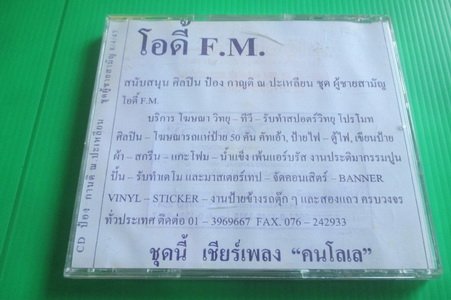 โอดี้ F.M.
สนับสนุน ศิลปิน ป๋อง กาญดิ ณ ปะเหลียน ชุด ผู้ชายสามัญ
โอดี้ F.M.
บริการ โฆษณา วิทยุ – ทีวี – รับทำสปอตร์วิทยุ โปรโมท
ศิลปิน – โฆษณารถแห่ป้าย 50 คัน คัทเอ้า, ป้ายไฟ – ตู้ไฟ, เขียนป้าย
ผ้า – สกรีน – แกะโฟม – น้ำแข็ง เพ้นแอร์บรัส งานประติมากรรมปูน
ปั้น – รับทำเดโม และมาสเตอร์เทป – จัดคอนเสิตร์ – BANNER
VINYL – STICKER – งานป้ายข้างรถตุ๊ก ๆ และสองแถว ครบวงจร
ทั่วประเทศ ติดต่อ 01 – 3969667 FAX. 076 – 242933
ชุดนี้ เชียร์เพลง “คนโลเล”
CD ป๋อง กานดิ ณ ปะเหลียน ชุดผู้ชายสามัญ